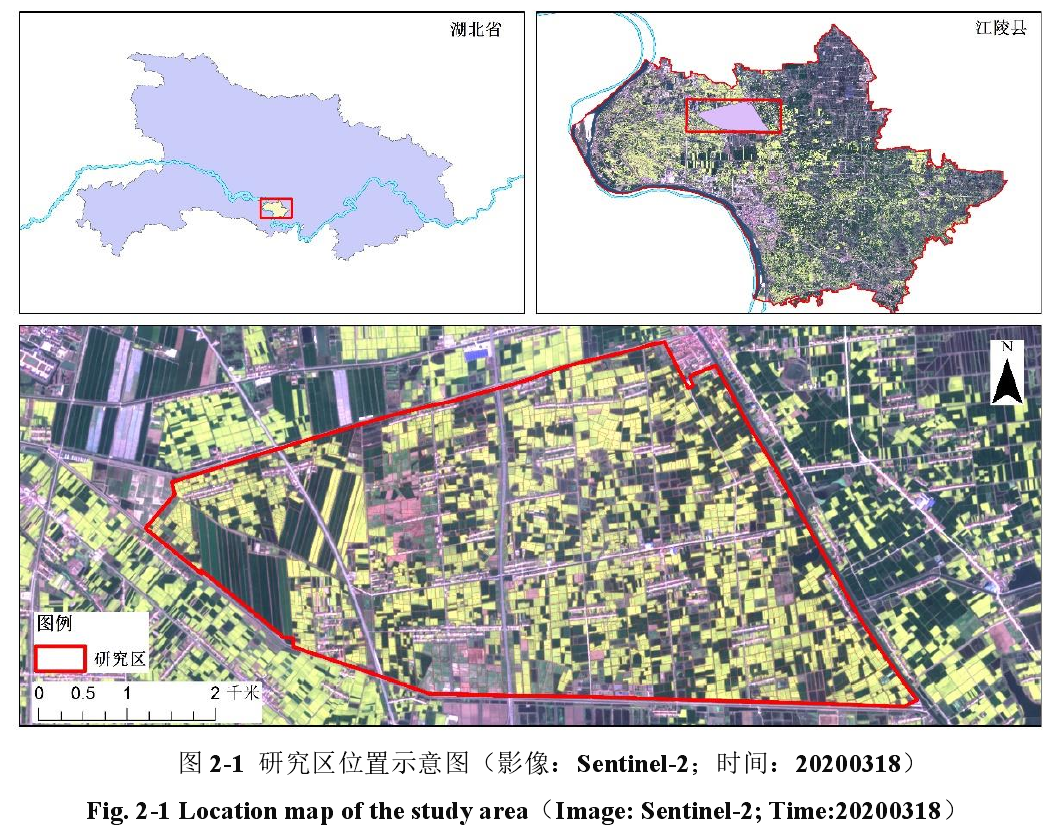 湖北省
江陵县
N
图例
研究区
0 0.5 1 2 千米
图 2-1 研究区位置示意图（影像：Sentinel-2；时间：20200318）
Fig. 2-1 Location map of the study area（Image: Sentinel-2; Time:20200318）